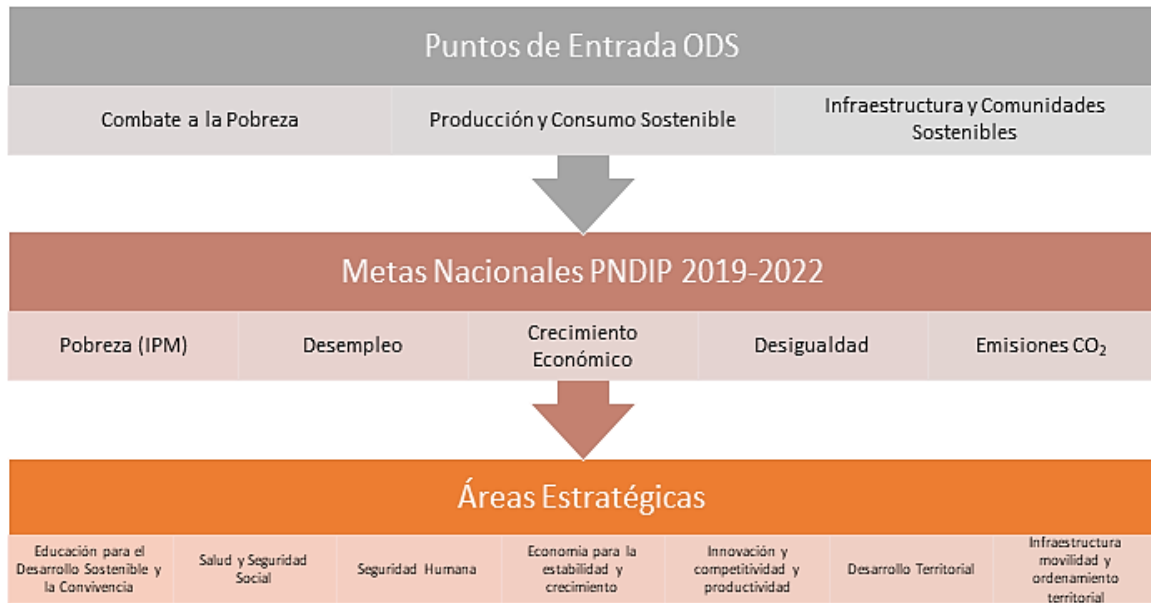 Puntos de Entrada ODS
Combate a la Pobreza
Producción y Consumo Sostenible
Infraestructura y Comunidades
Sostenibles
Metas Nacionales PNDIP 2019-2022
Pobreza (IPM)
Desempleo
Crecimiento
Económico
Desigualdad
Emisiones CO₂
Áreas Estratégicas
Educación para el
Desarrollo Sostenible y
la Convivencia
Salud y Seguridad
Social
Seguridad Humana
Economia para la
estabilidad y
crecimiento
Innovación y
competitividad y
productividad
Desarrollo Territorial
Infraestructura
movilidad y
ordenamiento
territorial